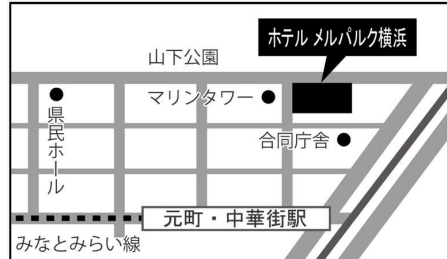 ホテル メルパルク横浜
山下公園
マリンタワー
県民ホール
合同庁舎
元町・中華街駅
みなとみらい線